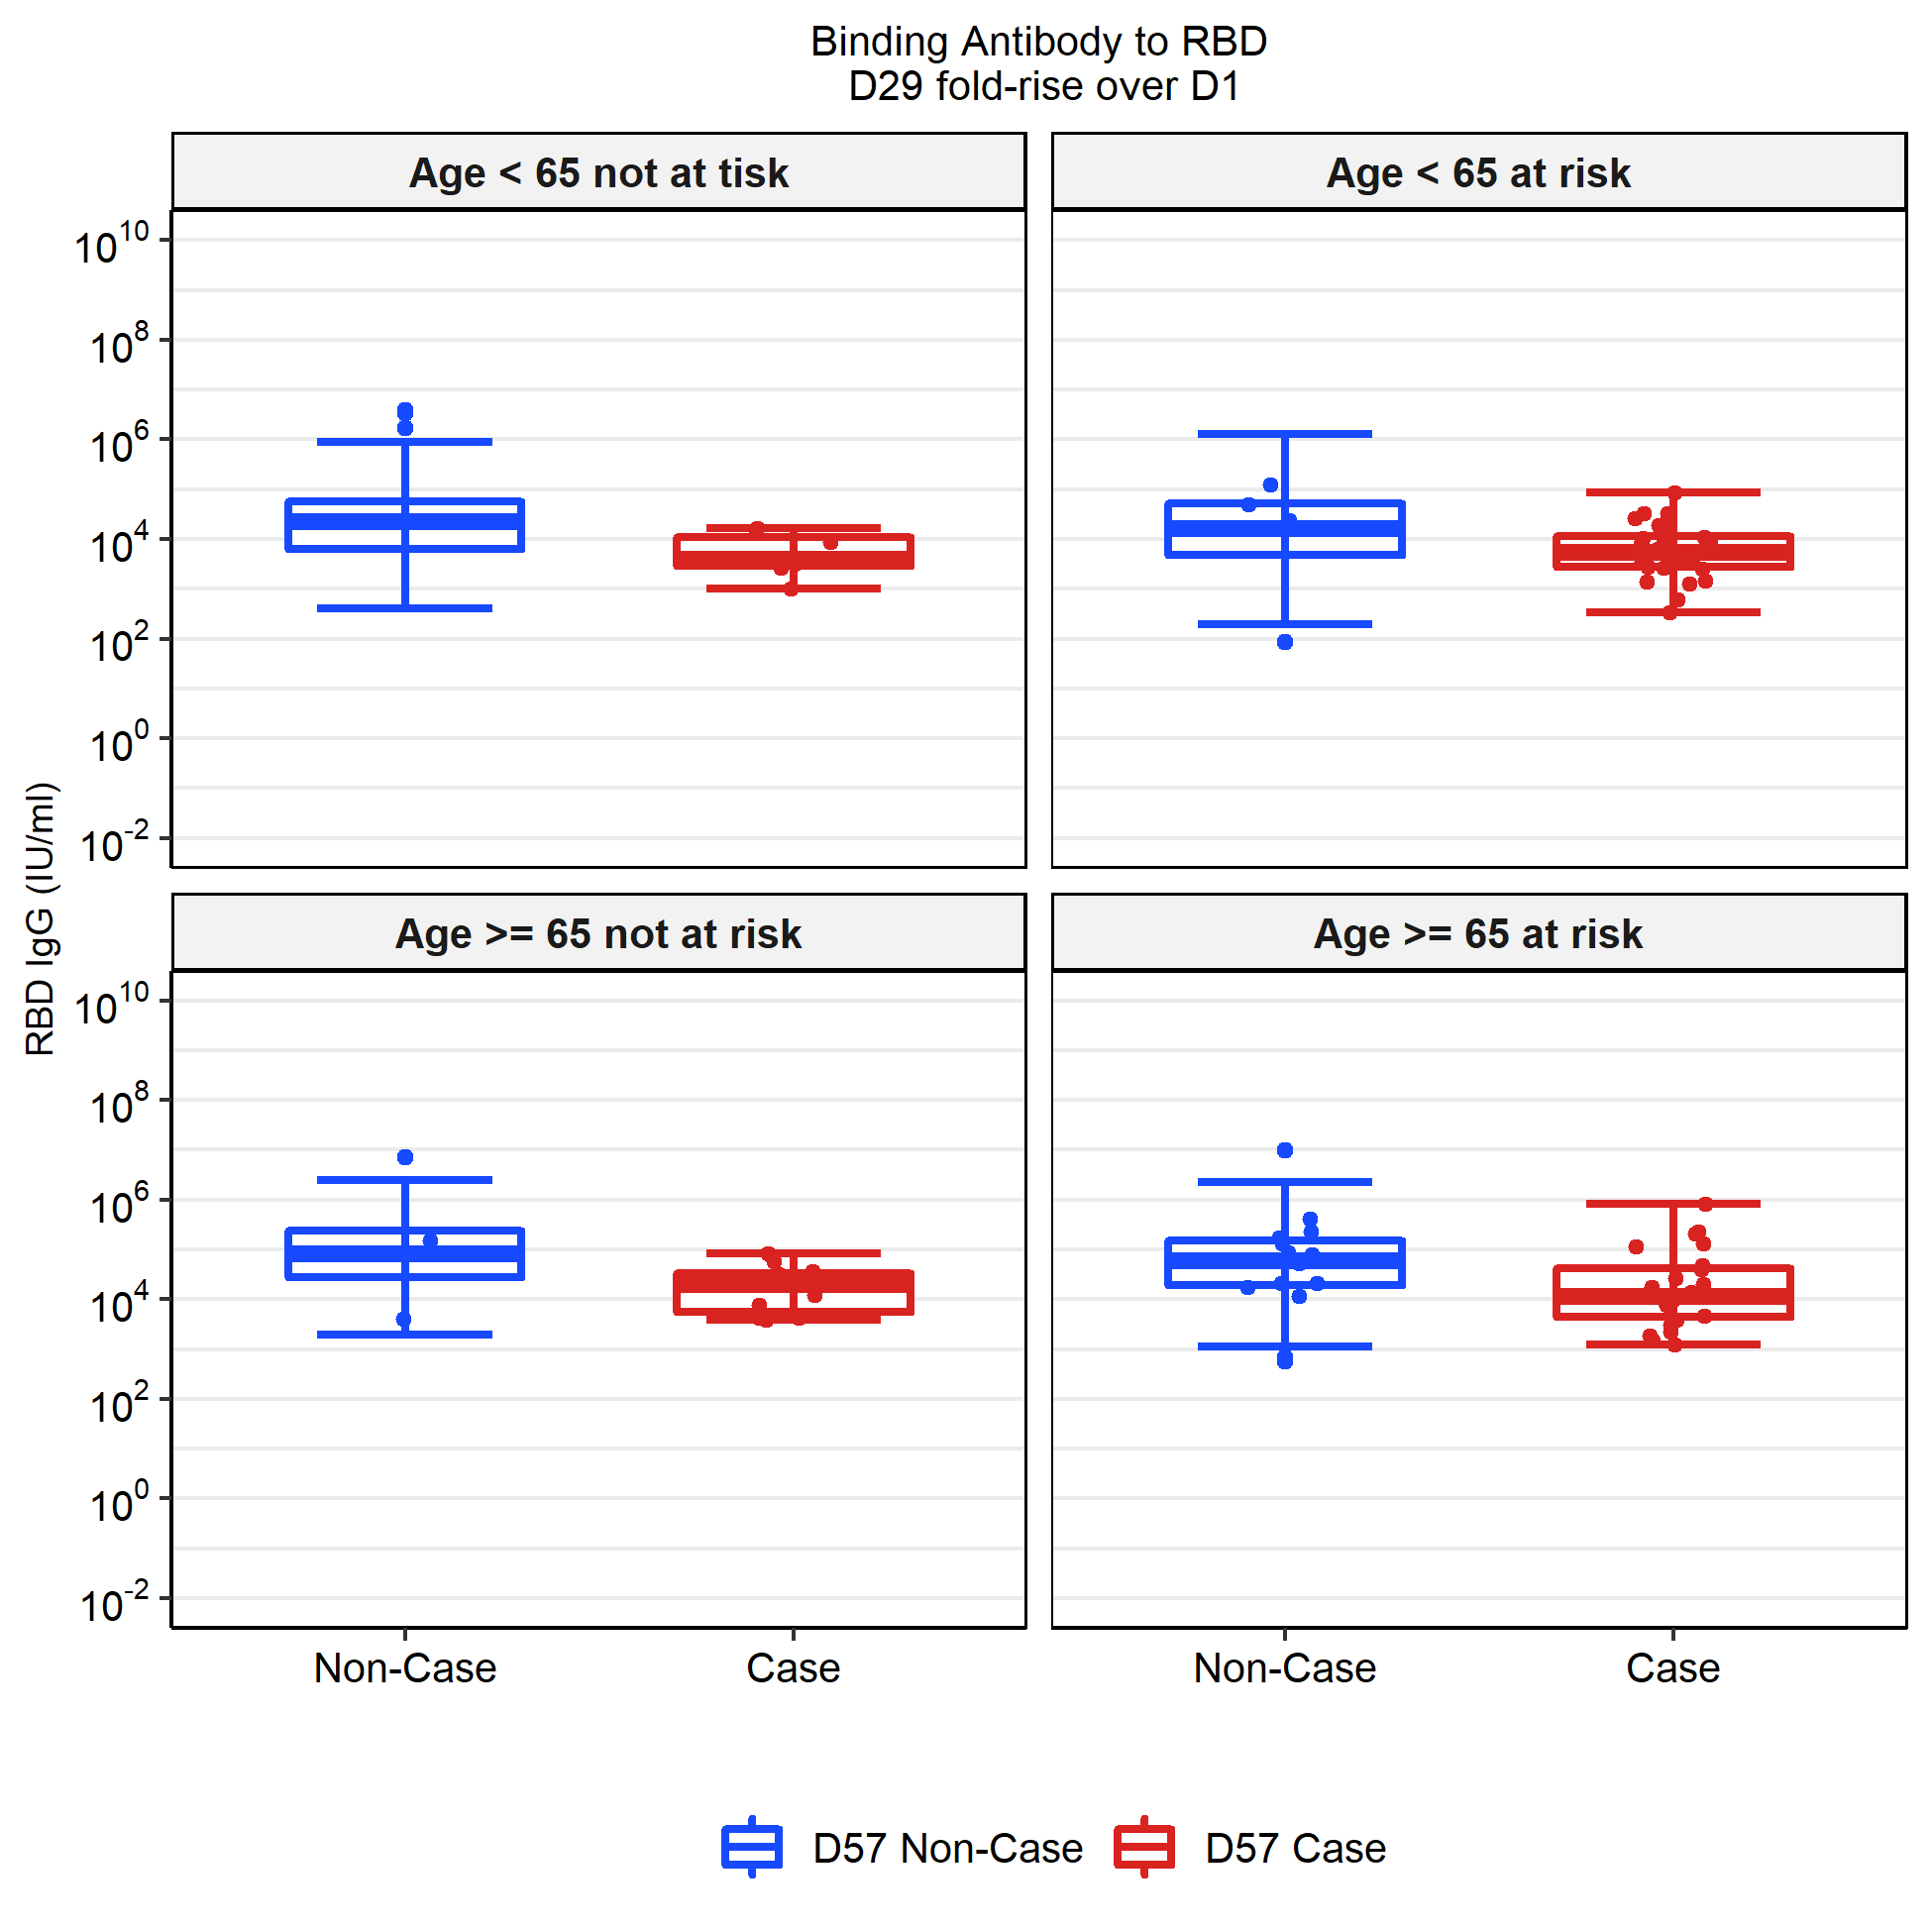 Binding Antibody to RBD
D29 fold-rise over D1
Age < 65 not at tisk
Age < 65 at risk
10^10
10^8
10^6
10^4
10^2
10^0
10^-2
RBD IgG (IU/ml)
Age >= 65 not at risk
Age >= 65 at risk
10^10
10^8
10^6
10^4
10^2
10^0
10^-2
Non-Case
Case
Non-Case
Case
D57 Non-Case
D57 Case